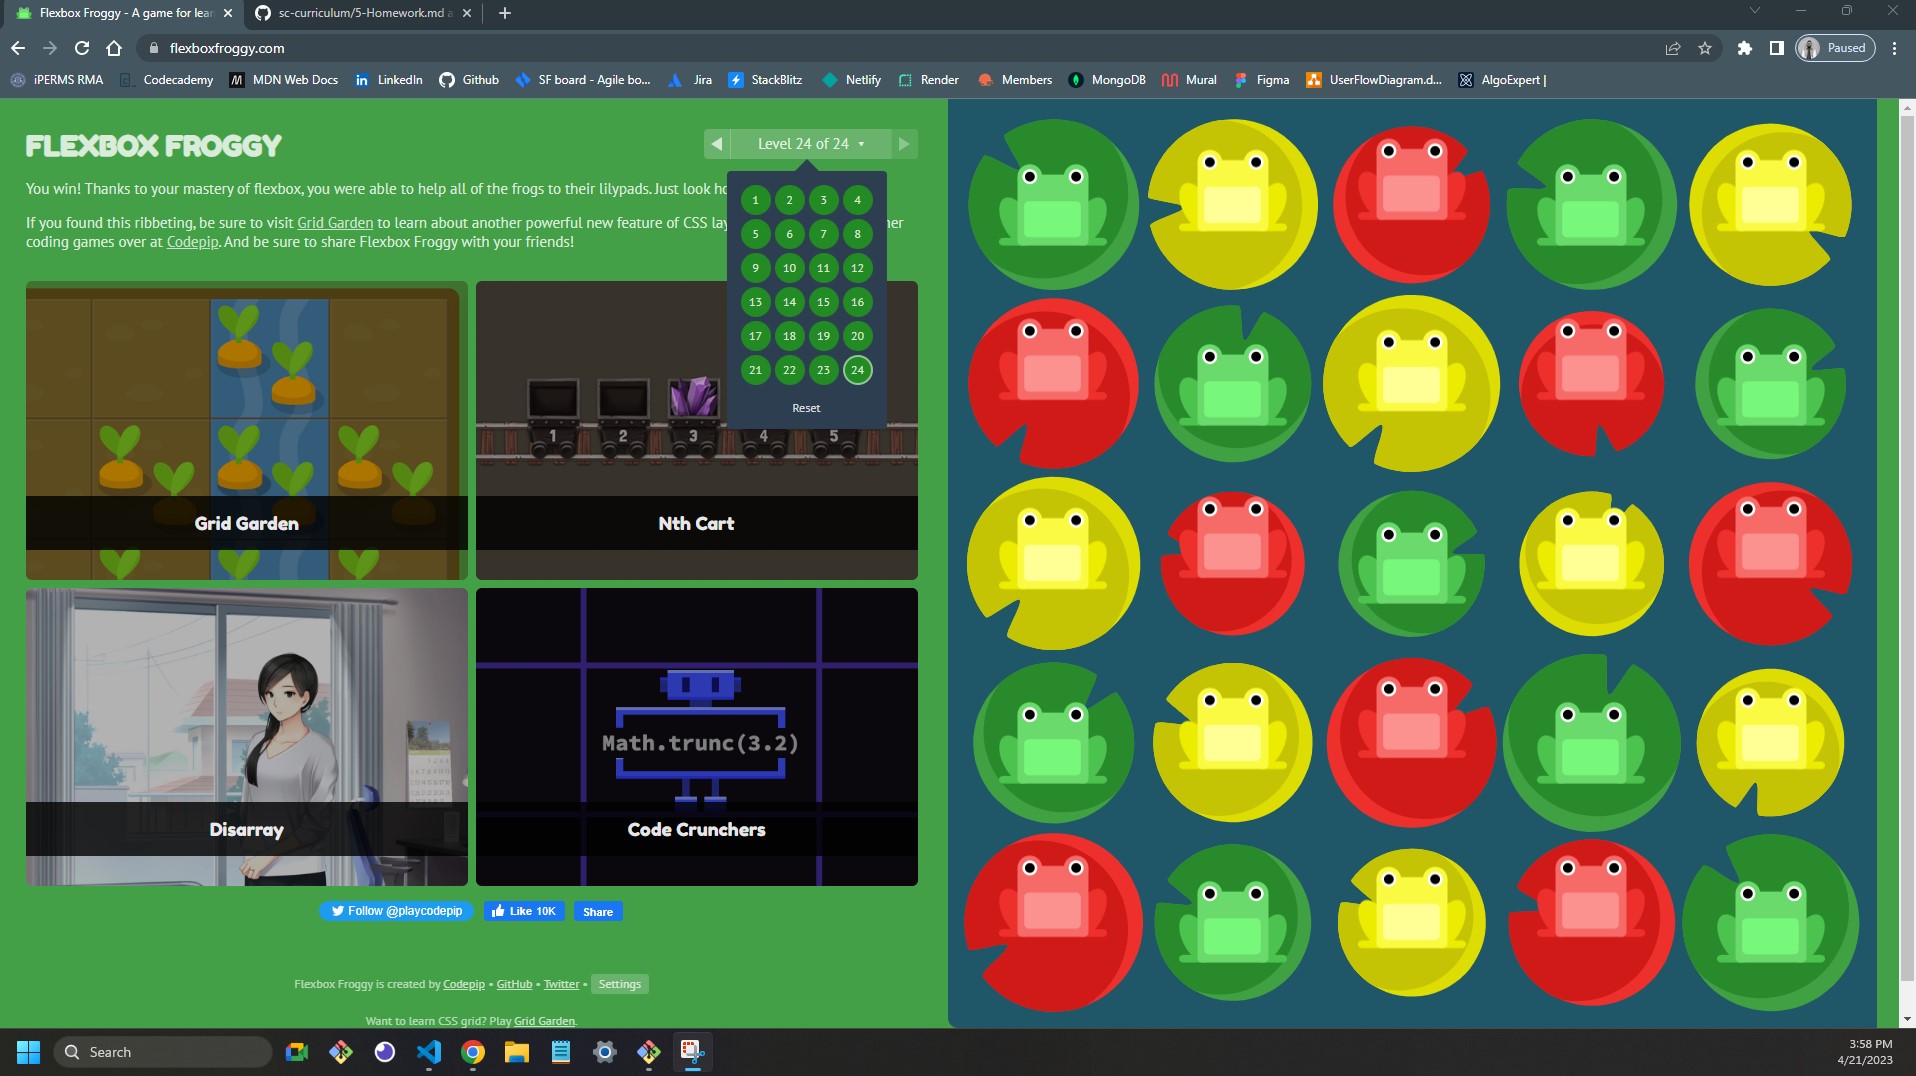 Flexbox Froggy - A game for lear
sc-curriculum/5-Homework.md a
flexboxfroggy.com
Paused
iPERMS RMA
Codecademy
MDN Web Docs
LinkedIn
Github
SF board - Agile bo...
Jira
StackBlitz
Netlify
Render
Members
MongoDB
Mural
Figma
UserFlowDiagram.d...
AlgoExpert |
FLEXBOX FROGGY
Level 24 of 24
You win! Thanks to your mastery of flexbox, you were able to help all of the frogs to their lilypads. Just look
If you found this ribbeting, be sure to visit Grid Garden to learn about another powerful new feature of CSS
coding games over at Codepip. And be sure to share Flexbox Froggy with your friends!
1 2 3 4
5 6 7 8
9 10 11 12
13 14 15 16
17 18 19 20
21 22 23 24
Reset
1 2 3 4 5
Grid Garden
Nth Cart
Math.trunc(3.2)
Disarray
Code Crunchers
Follow @playcodepip
Like 10K
Share
Flexbox Froggy is created by Codepip • GitHub • Twitter • Settings
Want to learn CSS grid? Play Grid Garden.
Search
3:58 PM
4/21/2023